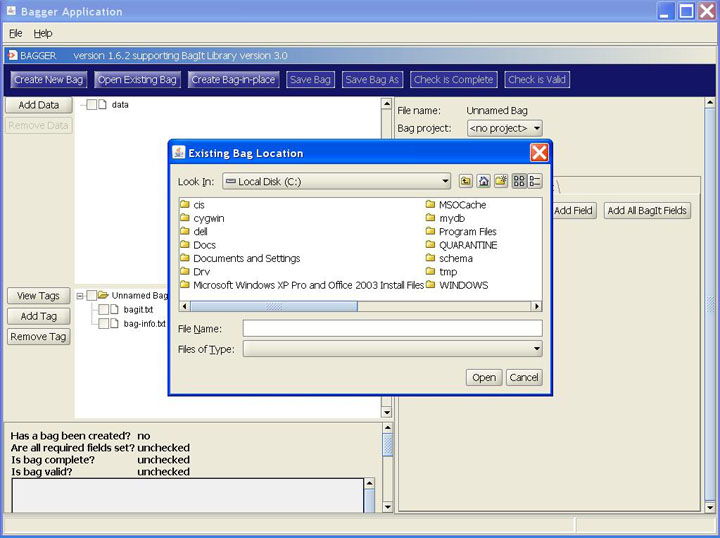 Bagger Application
File Help
BAGGER version 1.6.2 supporting BagIt Library version 3.0
Create New Bag Open Existing Bag Create Bag-in-place Save Bag Save Bag As Check is Complete Check is Valid
Add Data
Remove Data
data
File name: Unnamed Bag
Bag project: <no project>
Existing Bag Location
Look In: Local Disk (C:)
cis
cygwin
dell
Docs
Documents and Settings
Drv
Microsoft Windows XP Pro and Office 2003 Install Files
MSOCache
mydb
Program Files
QUARANTINE
schema
tmp
WINDOWS
File Name:
Files of Type:
Open Cancel
Add Field Add All BagIt Fields
View Tags
Add Tag
Remove Tag
Unnamed Bag
bagit.txt
bag-info.txt
Has a bag been created? no
Are all required fields set? unchecked
Is bag complete? unchecked
Is bag valid? unchecked